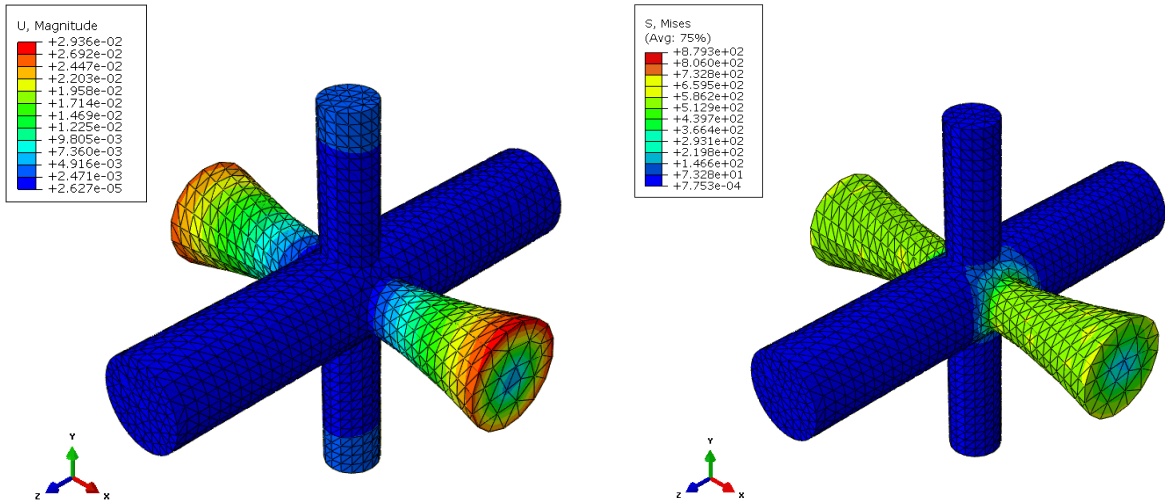 U, Magnitude
+2.936e-02
+2.692e-02
+2.447e-02
+2.203e-02
+1.958e-02
+1.714e-02
+1.469e-02
+1.225e-02
+9.805e-03
+7.360e-03
+4.916e-03
+2.471e-03
+2.627e-05
Y
Z
X
S, Mises
(Avg: 75%)
+8.793e+02
+8.060e+02
+7.328e+02
+6.595e+02
+5.862e+02
+5.129e+02
+4.397e+02
+3.664e+02
+2.931e+02
+2.198e+02
+1.466e+02
+7.328e+01
+7.753e-04
Y
Z
X